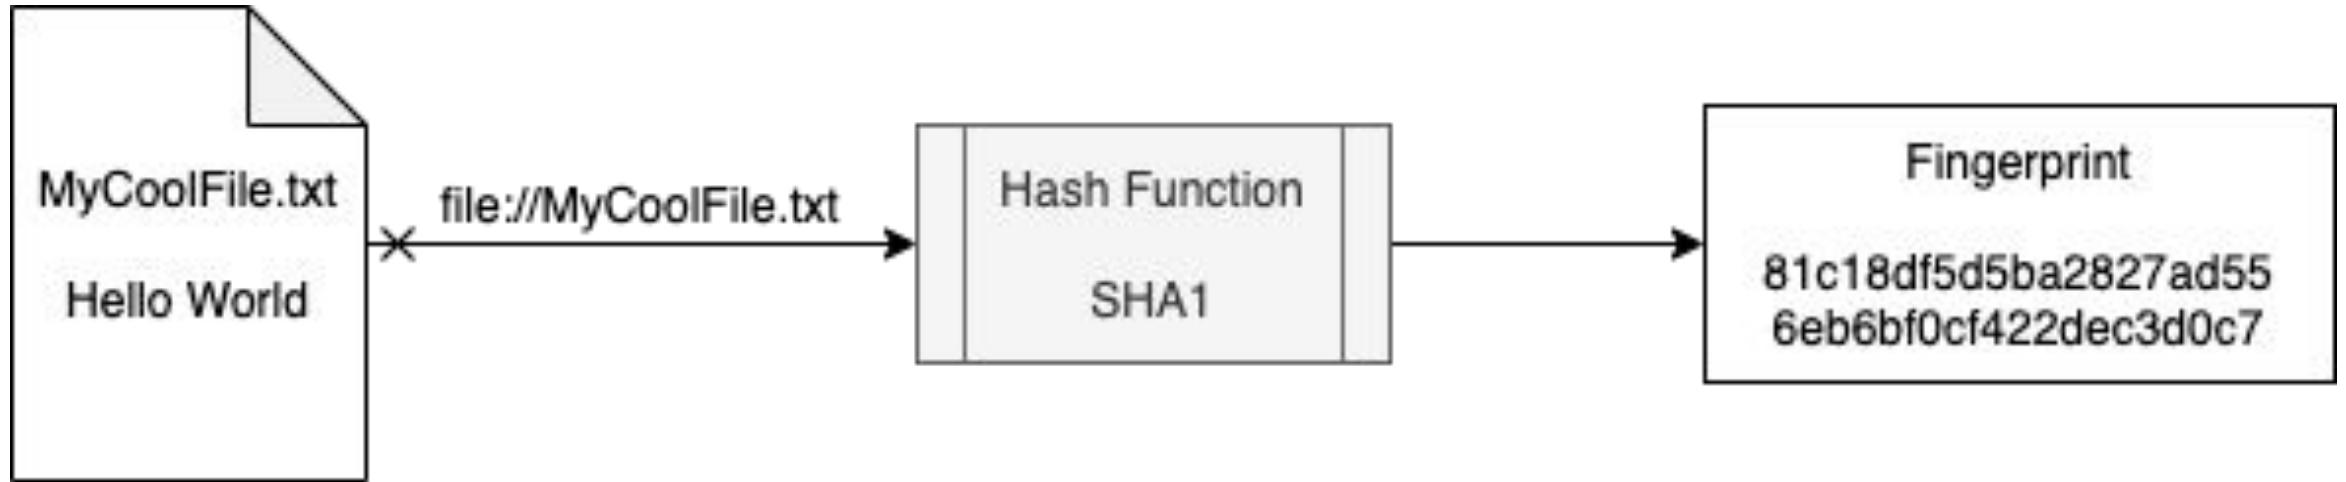 MyCoolFile.txt
Hello World
file://MyCoolFile.txt
Hash Function
SHA1
Fingerprint
81c18df5d5ba2827ad55
6eb6bf0cf422dec3d0c7